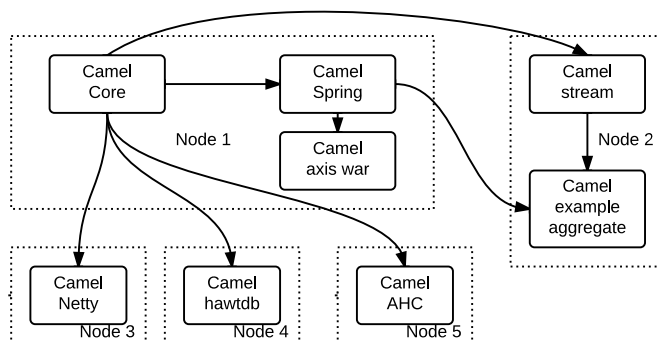 Camel
Core
Camel
Spring
Camel
stream
Node 1
Camel
axis war
Node 2
Camel
example
aggregate
Camel
Netty
Node 3
Camel
hawtdb
Node 4
Camel
AHC
Node 5